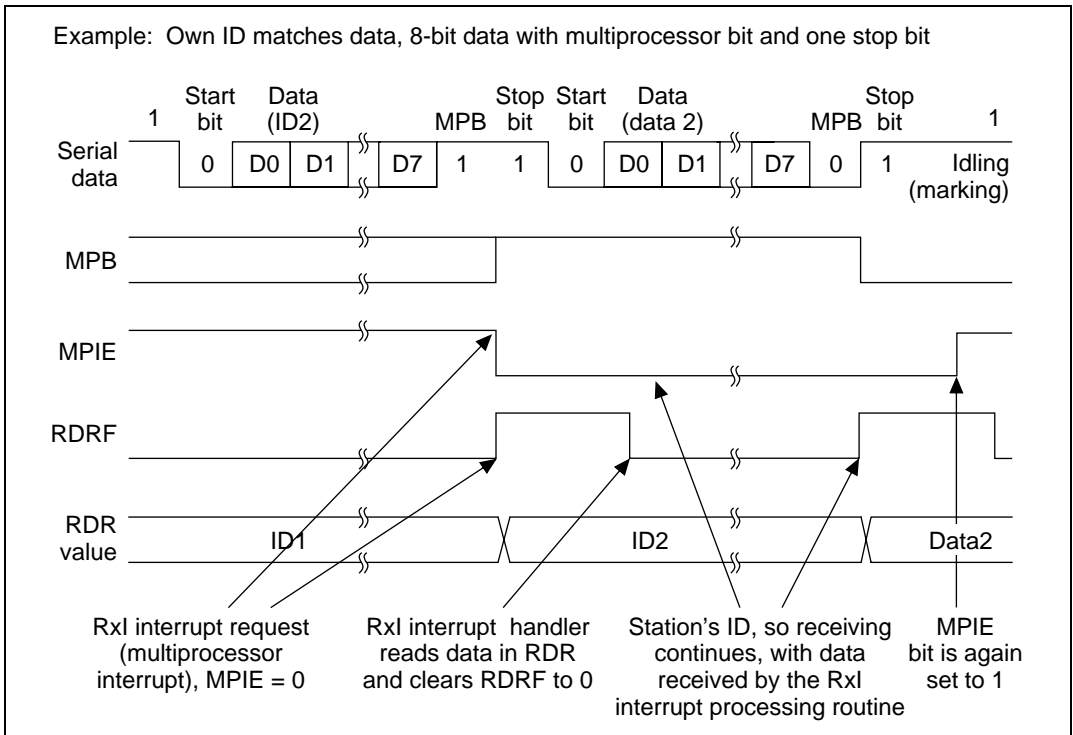 Example: Own ID matches data, 8-bit data with multiprocessor bit and one stop bit
1 Start bit Data (ID2) MPB Stop bit Start bit Data (data 2) MPB Stop bit 1
Serial data 0 D0 D1 D7 1 1 0 D0 D1 D7 0 1 Idling (marking)
MPB
MPIE
RDRF
RDR value ID1 ID2 Data2
RxI interrupt request (multiprocessor interrupt), MPIE = 0
RxI interrupt handler reads data in RDR and clears RDRF to 0
Station's ID, so receiving continues, with data received by the RxI interrupt processing routine
MPIE bit is again set to 1